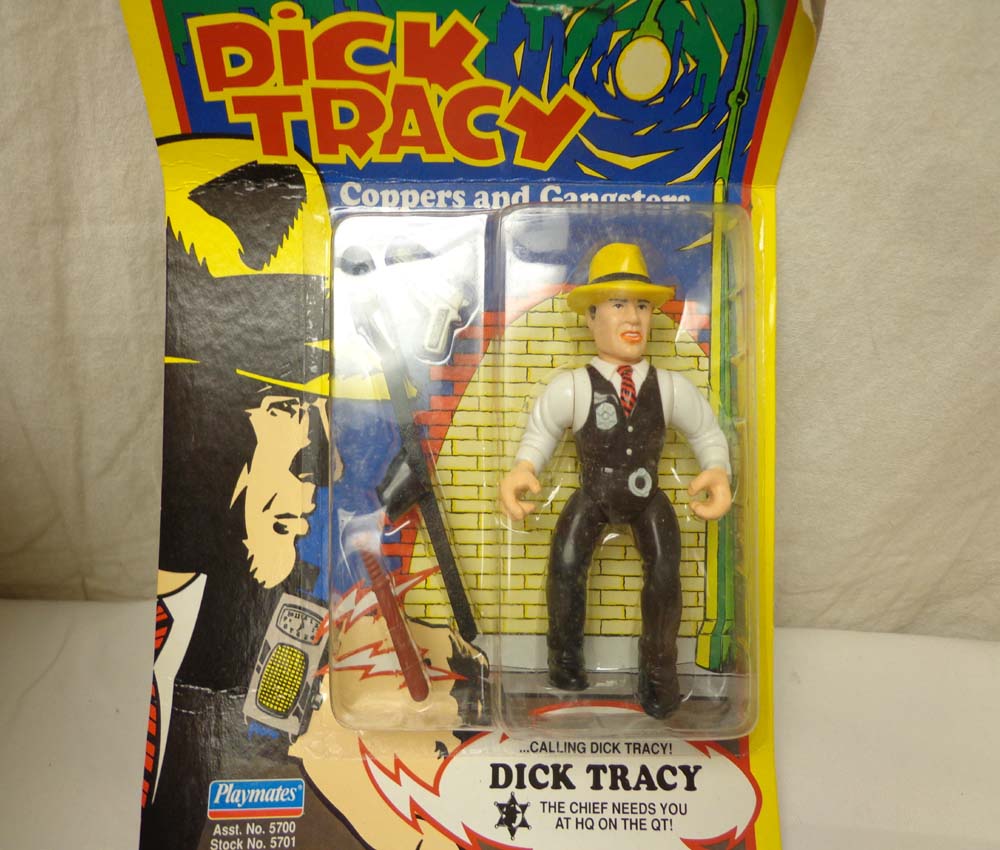 DiCK
TRACY
Coppers and Gangsters
...CALLING DICK TRACY!
DICK TRACY
THE CHIEF NEEDS YOU
AT HQ ON THE QT!
Playmates®
Asst. No. 5700
Stock No. 5701